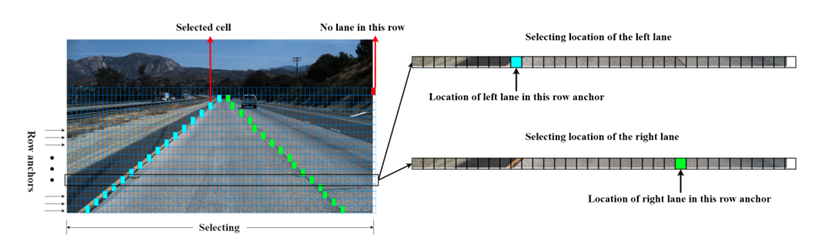 Selected cell
No lane in this row
Row anchors
Selecting
Selecting location of the left lane
Location of left lane in this row anchor
Selecting location of the right lane
Location of right lane in this row anchor